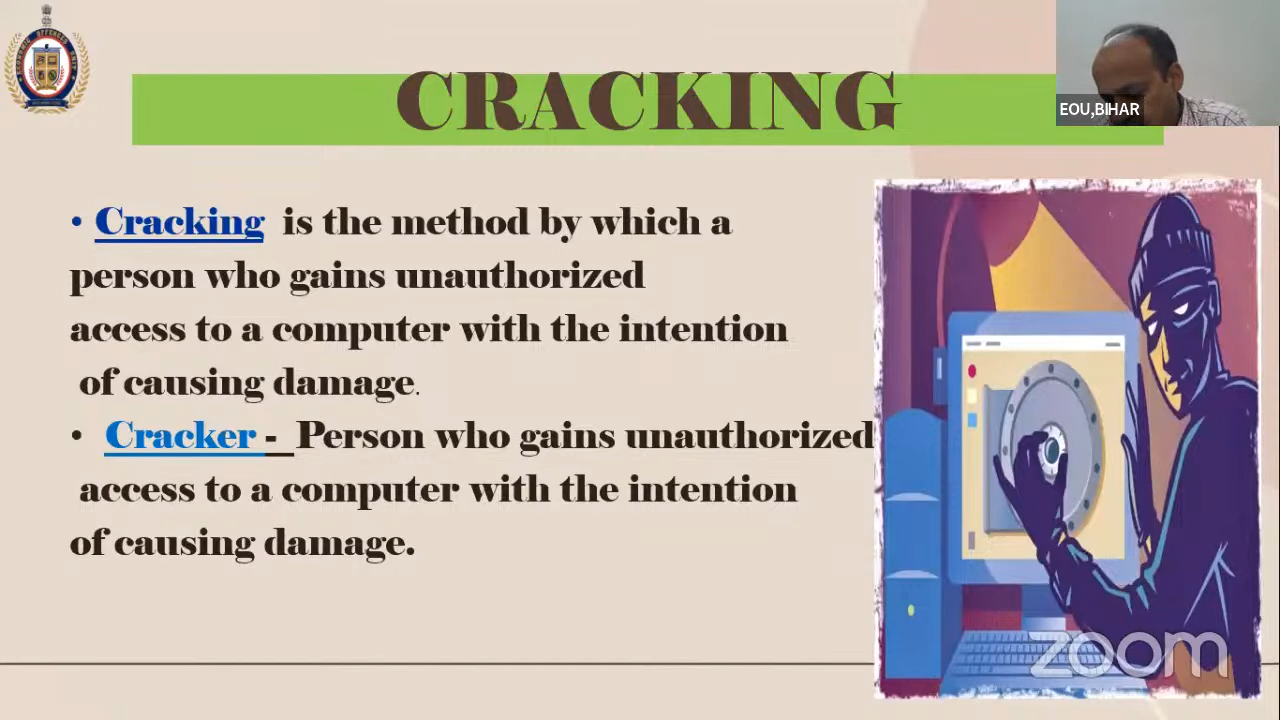 CRACKING
EOU,BIHAR
• Cracking is the method by which a
person who gains unauthorized
access to a computer with the intention
of causing damage.
• Cracker - Person who gains unauthorized
access to a computer with the intention
of causing damage.
zoom